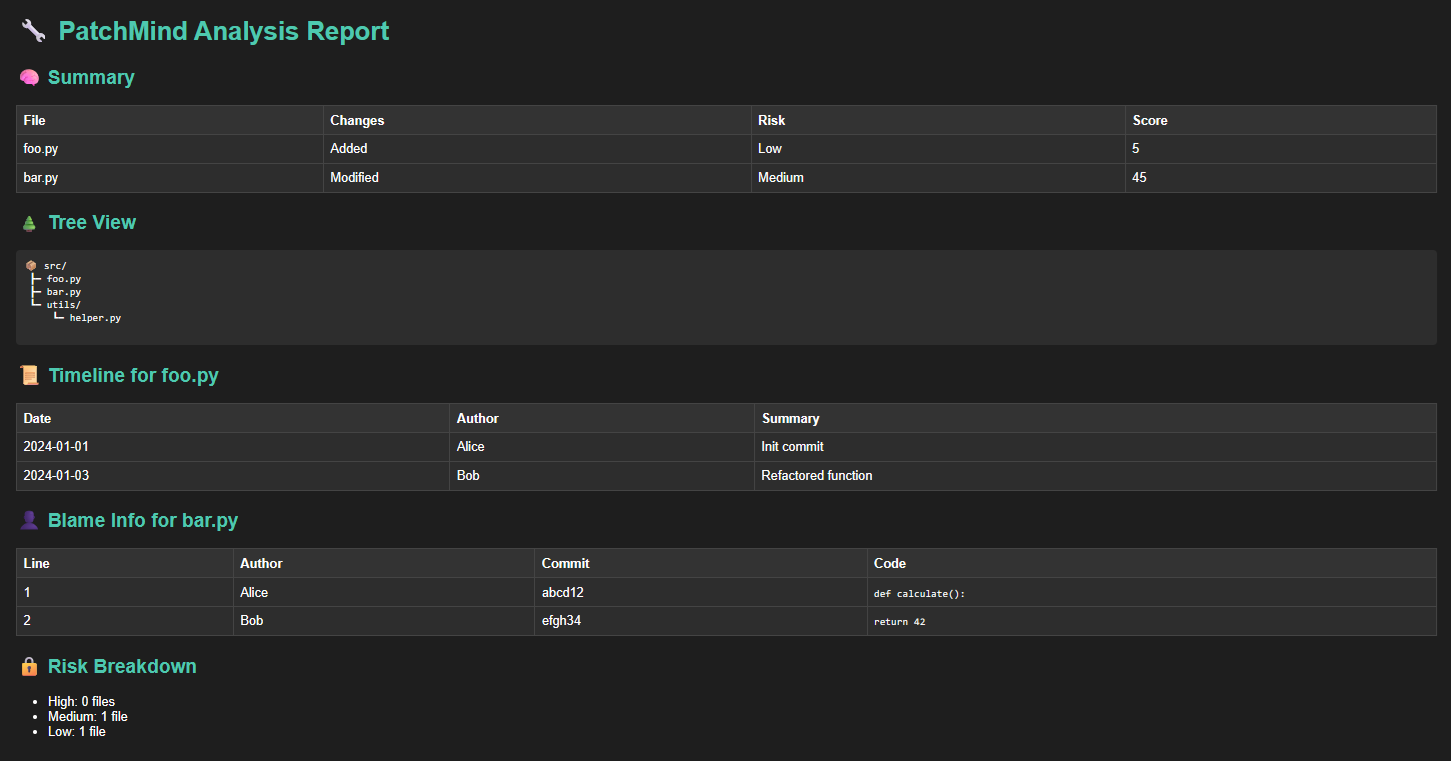 🔧 PatchMind Analysis Report
🧠 Summary
File Changes Risk Score
foo.py Added Low 5
bar.py Modified Medium 45
🌲 Tree View
📦 src/
├─ foo.py
├─ bar.py
└─ utils/
└─ helper.py
📜 Timeline for foo.py
Date Author Summary
2024-01-01 Alice Init commit
2024-01-03 Bob Refactored function
👤 Blame Info for bar.py
Line Author Commit Code
1 Alice abcd12 def calculate():
2 Bob efgh34 return 42
🔒 Risk Breakdown
• High: 0 files
• Medium: 1 file
• Low: 1 file